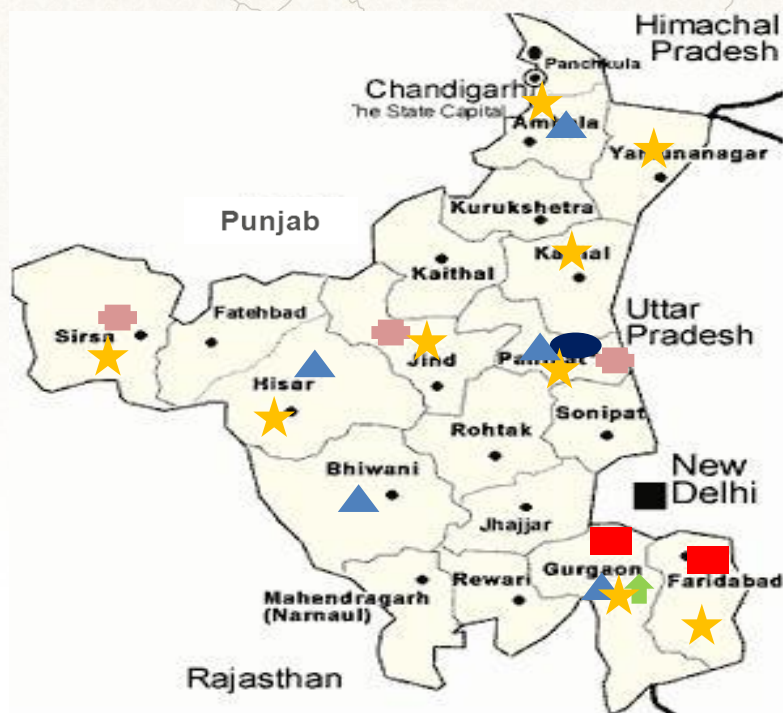 Himachal
Pradesh
Panchkula
Chandigarh
The State Capital
Ambala
Yamunanagar
Punjab
Kurukshetra
Karnal
Kaithal
Uttar
Pradesh
Fatehbad
Sirsa
Jind
Panipat
Hisar
Sonipat
Rohtak
Bhiwani
New
Delhi
Jhajjar
Gurgaon
Faridabad
Rewari
Mahendragarh
(Narnaul)
Rajasthan